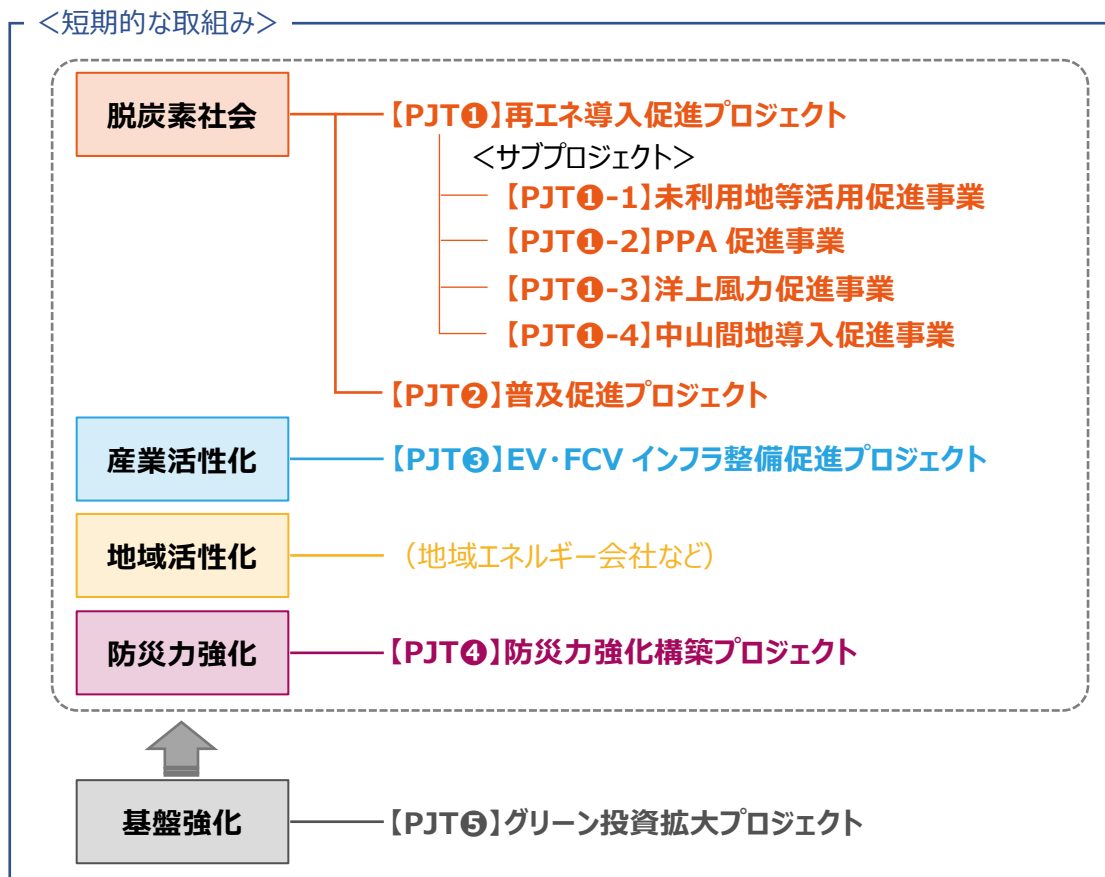 ＜短期的な取組み＞
脱炭素社会
【PJT❶】再エネ導入促進プロジェクト
＜サブプロジェクト＞
【PJT❶-1】未利用地等活用促進事業
【PJT❶-2】PPA 促進事業
【PJT❶-3】洋上風力促進事業
【PJT❶-4】中山間地導入促進事業
【PJT❷】普及促進プロジェクト
産業活性化
【PJT❸】EV・FCV インフラ整備促進プロジェクト
地域活性化
（地域エネルギー会社など）
防災力強化
【PJT❹】防災力強化構築プロジェクト
基盤強化
【PJT❺】グリーン投資拡大プロジェクト